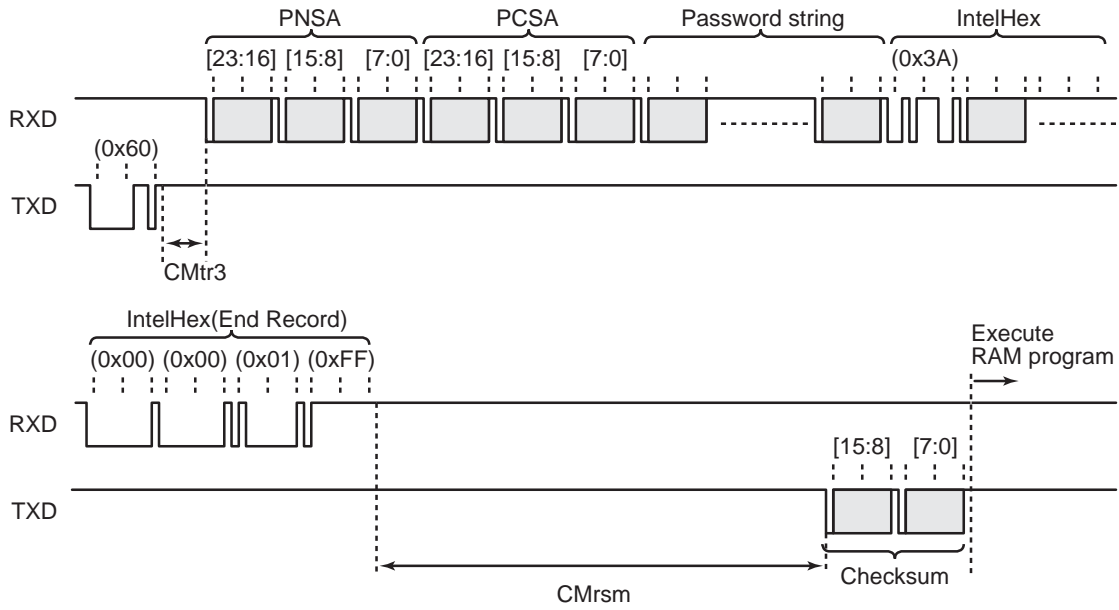 PNSA PCSA Password string IntelHex
[23:16] [15:8] [7:0] [23:16] [15:8] [7:0] (0x3A)
RXD
(0x60)
TXD
CMtr3
IntelHex(End Record)
(0x00) (0x00) (0x01) (0xFF)
Execute
RAM program
RXD
[15:8] [7:0]
TXD
Checksum
CMrsm